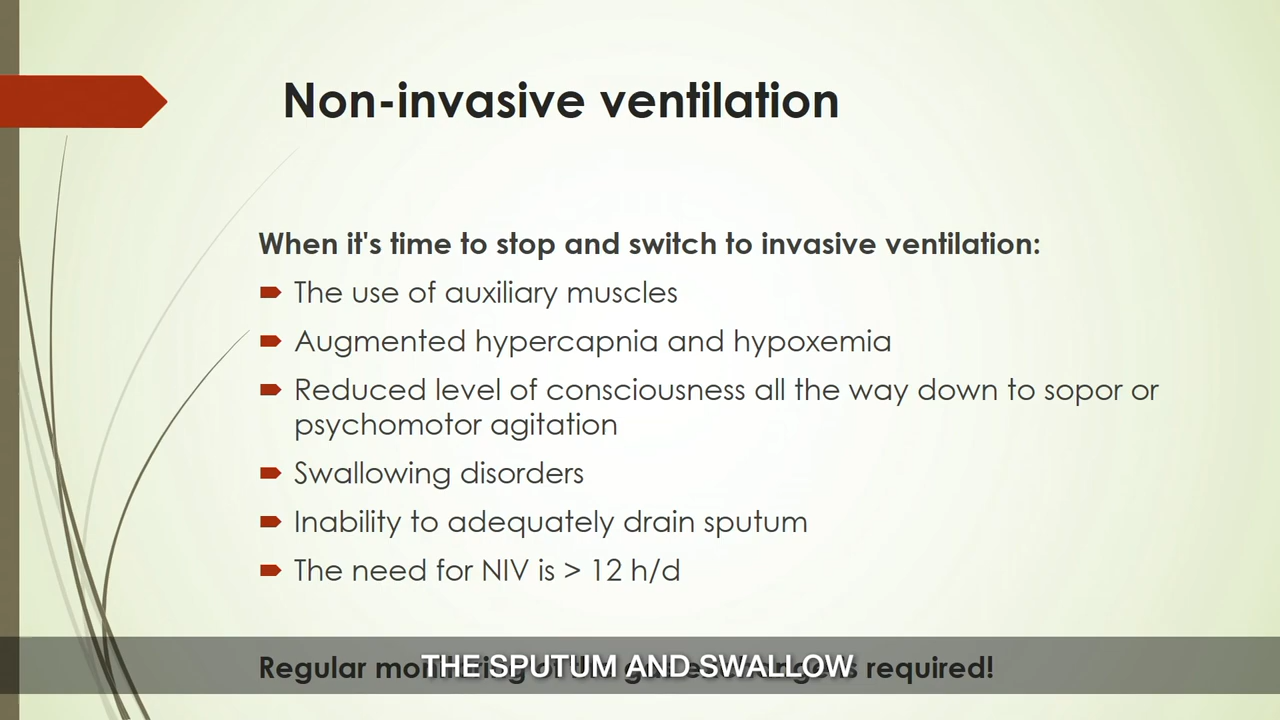 Non-invasive ventilation
When it's time to stop and switch to invasive ventilation:
The use of auxiliary muscles
Augmented hypercapnia and hypoxemia
Reduced level of consciousness all the way down to sopor or
psychomotor agitation
Swallowing disorders
Inability to adequately drain sputum
The need for NIV is > 12 h/d
Regular required!
THE SPUTUM AND SWALLOW